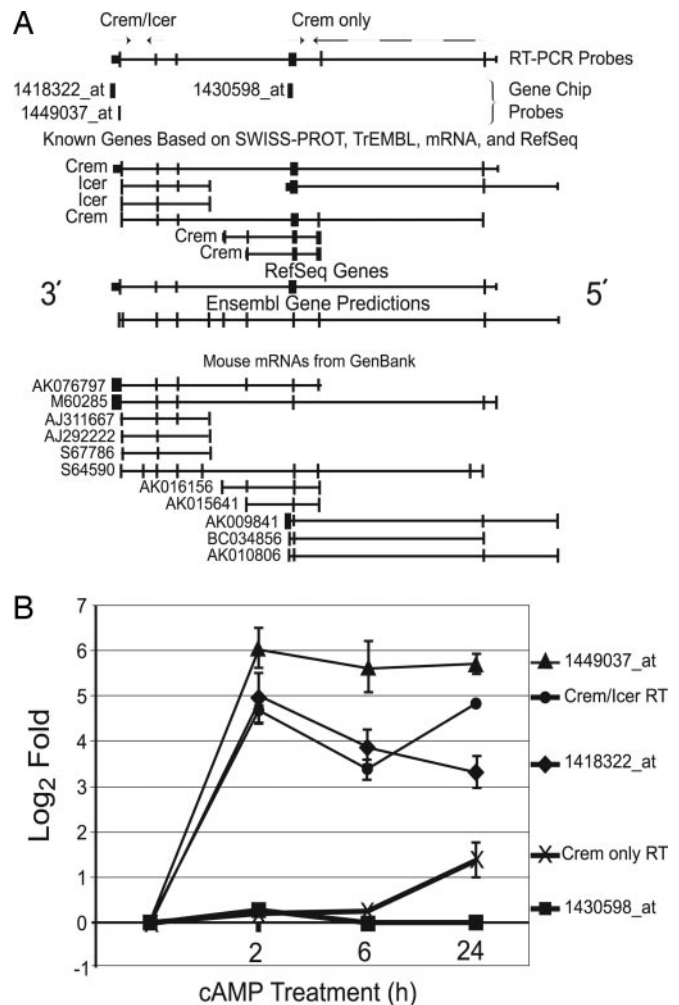 A
Crem/Icer
Crem only
RT-PCR Probes
1418322_at
1430598_at
Gene Chip
1449037_at
Probes
Known Genes Based on SWISS-PROT, TrEMBL, mRNA, and RefSeq
Crem
Icer
Icer
Crem
Crem
Crem
RefSeq Genes
3′
5′
Ensembl Gene Predictions
Mouse mRNAs from GenBank
AK076797
M60285
AJ311667
AJ292222
S67786
S64590
AK016156
AK015641
AK009841
BC034856
AK010806
B
7
6
5
4
3
2
1
0
-1
Log2 Fold
2
6
24
cAMP Treatment (h)
1449037_at
Crem/Icer RT
1418322_at
Crem only RT
1430598_at